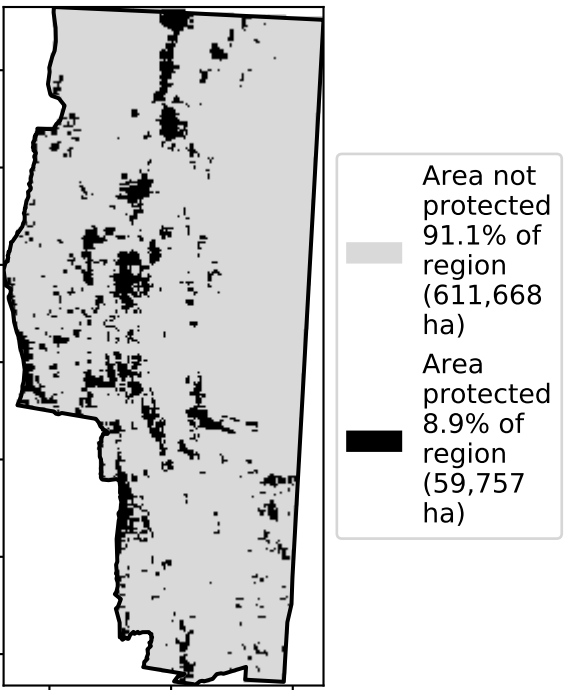 Area not
protected
91.1% of
region
(611,668
ha)
Area
protected
8.9% of
region
(59,757
ha)